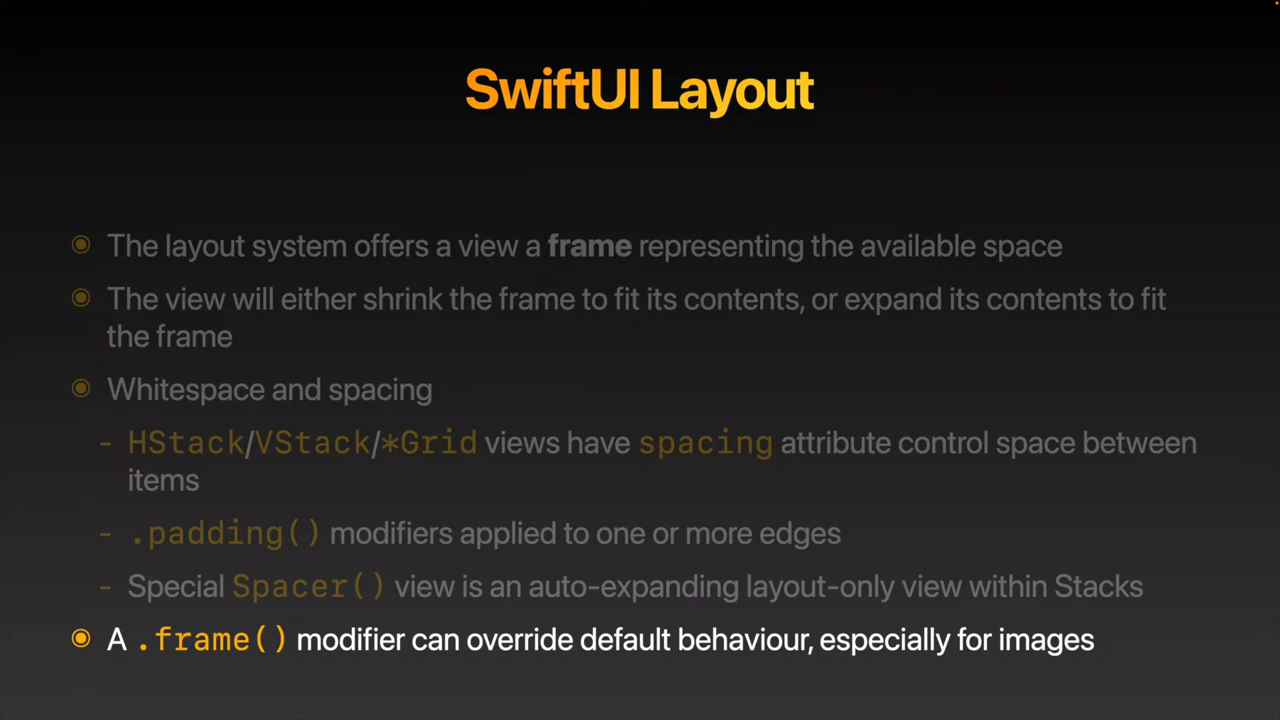 SwiftUI Layout
The layout system offers a view a frame representing the available space
The view will either shrink the frame to fit its contents, or expand its contents to fit
the frame
Whitespace and spacing
- HStack/VStack/*Grid views have spacing attribute control space between
items
- .padding() modifiers applied to one or more edges
- Special Spacer() view is an auto-expanding layout-only view within Stacks
A .frame() modifier can override default behaviour, especially for images